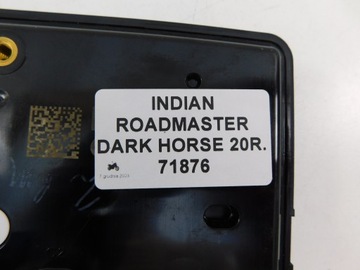 INDIAN
ROADMASTER
DARK HORSE 20R.
71876